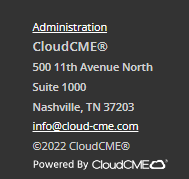 Administration
CloudCME®
500 11th Avenue North
Suite 1000
Nashville, TN 37203
info@cloud-cme.com
©2022 CloudCME®
Powered By CloudCME®